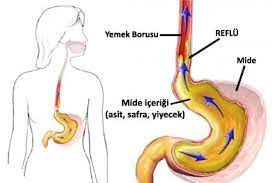 Yemek Borusu
REFLÜ
Mide
Mide içeriği
(asit, safra, yiyecek)